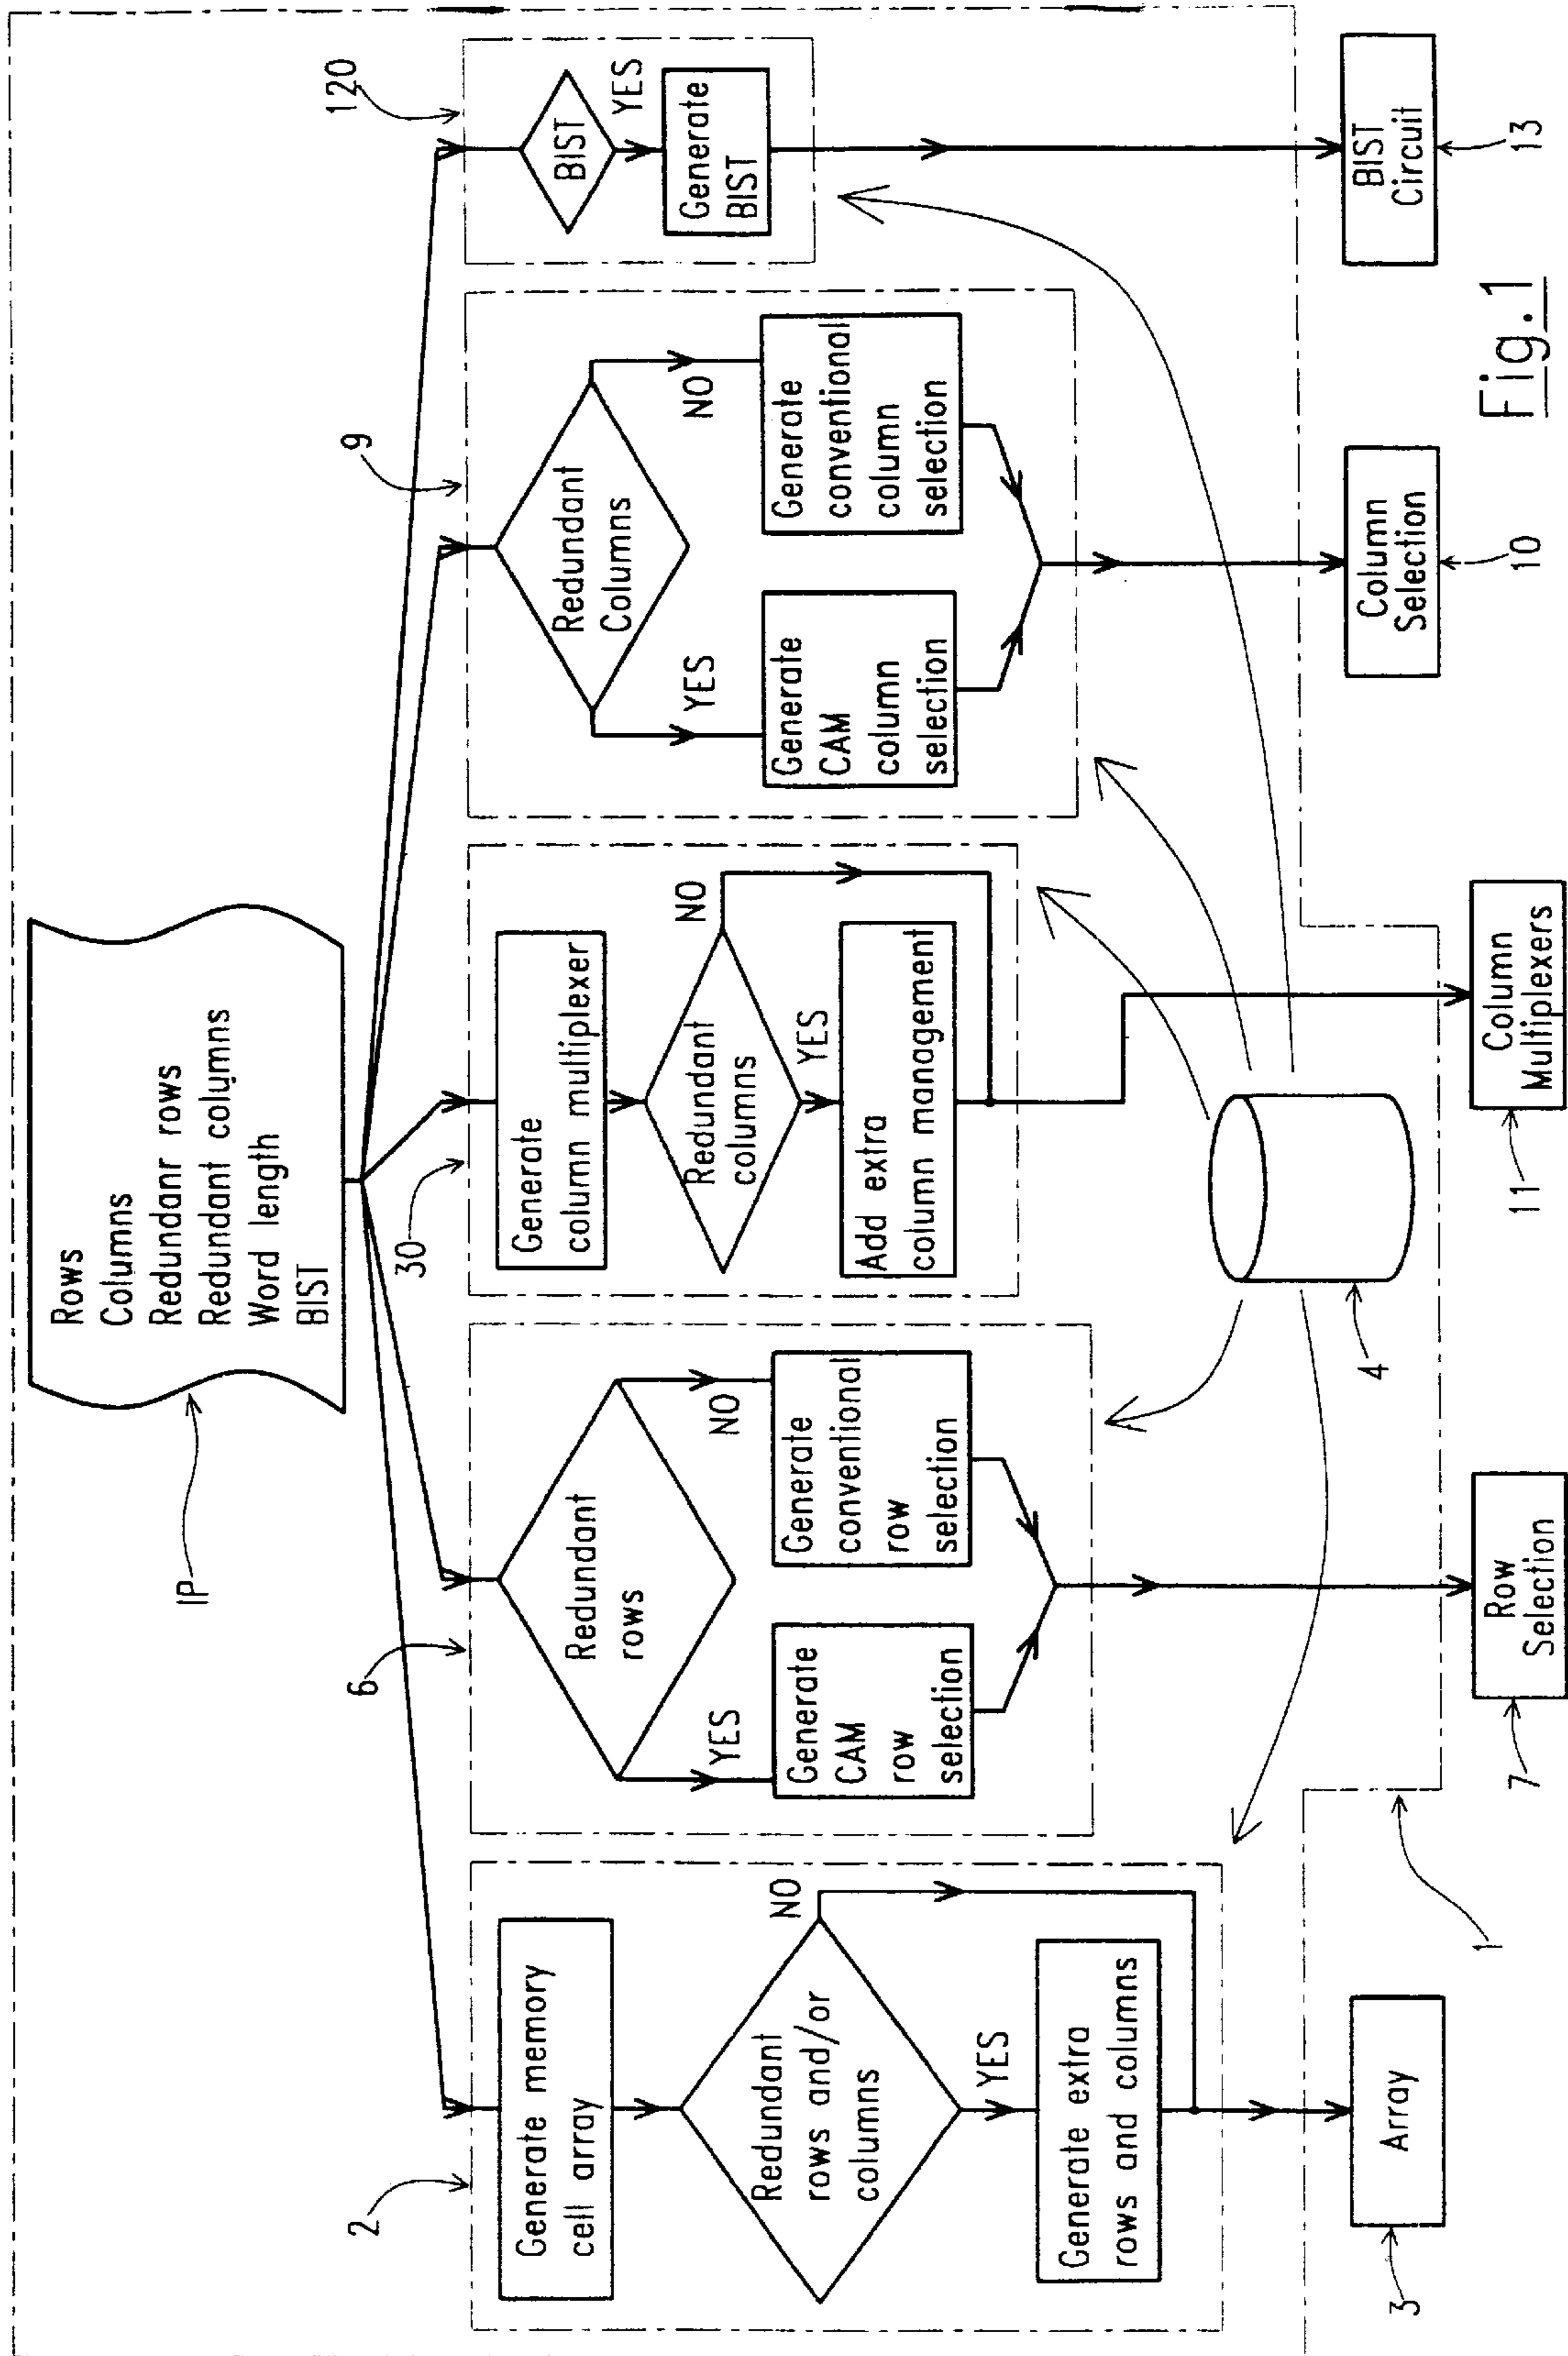 Rows
Columns
Redundanr rows
Redundant columns
Word length
BIST
IP
2
Generate memory
cell array
Redundant
rows and/or
columns
NO
YES
Generate extra
rows and columns
Array
3
6
Redundant
rows
YES
NO
Generate
CAM
row
selection
Generate
conventional
row
selection
Row
Selection
7
30
Generate
column multiplexer
Redundant
columns
NO
YES
Add extra
column management
Column
Multiplexers
11
9
Redundant
Columns
YES
NO
Generate
CAM
column
selection
Generate
conventional
column
selection
Column
Selection
10
120
BIST
YES
Generate
BIST
BIST
Circuit
13
4
1
Fig.1